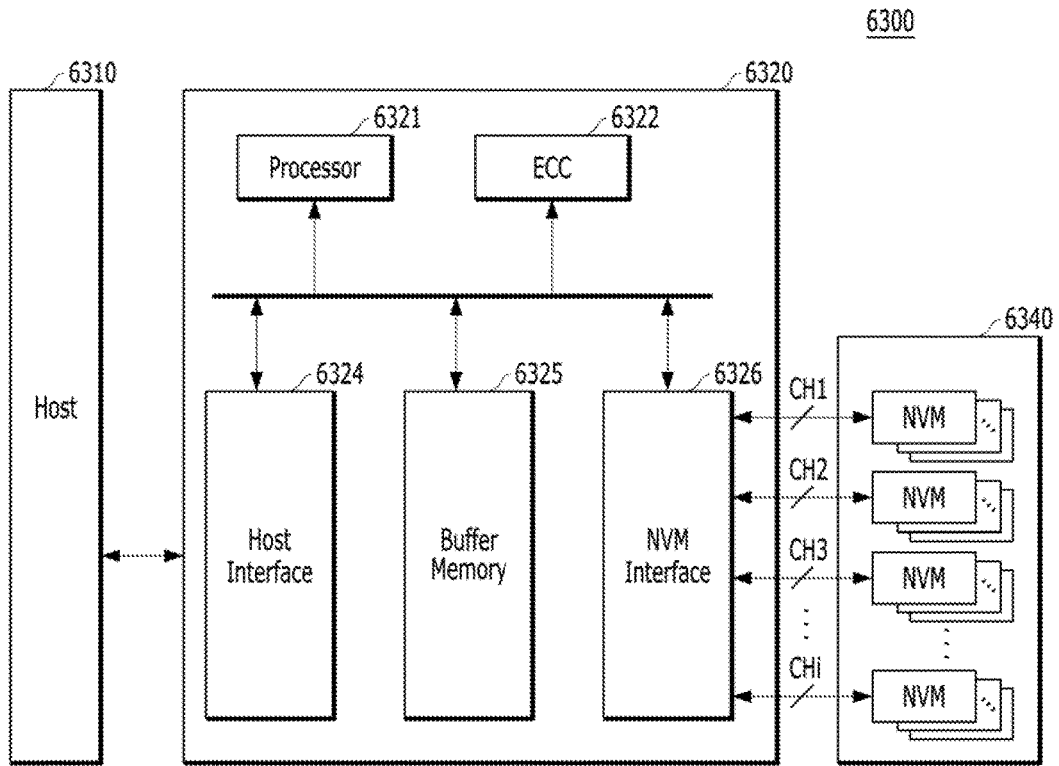 6300
6310
6320
6321
6322
Processor
ECC
6340
6324
6325
6326
CH1
NVM
Host
CH2
NVM
Host
Interface
Buffer
Memory
NVM
Interface
CH3
NVM
CHi
NVM